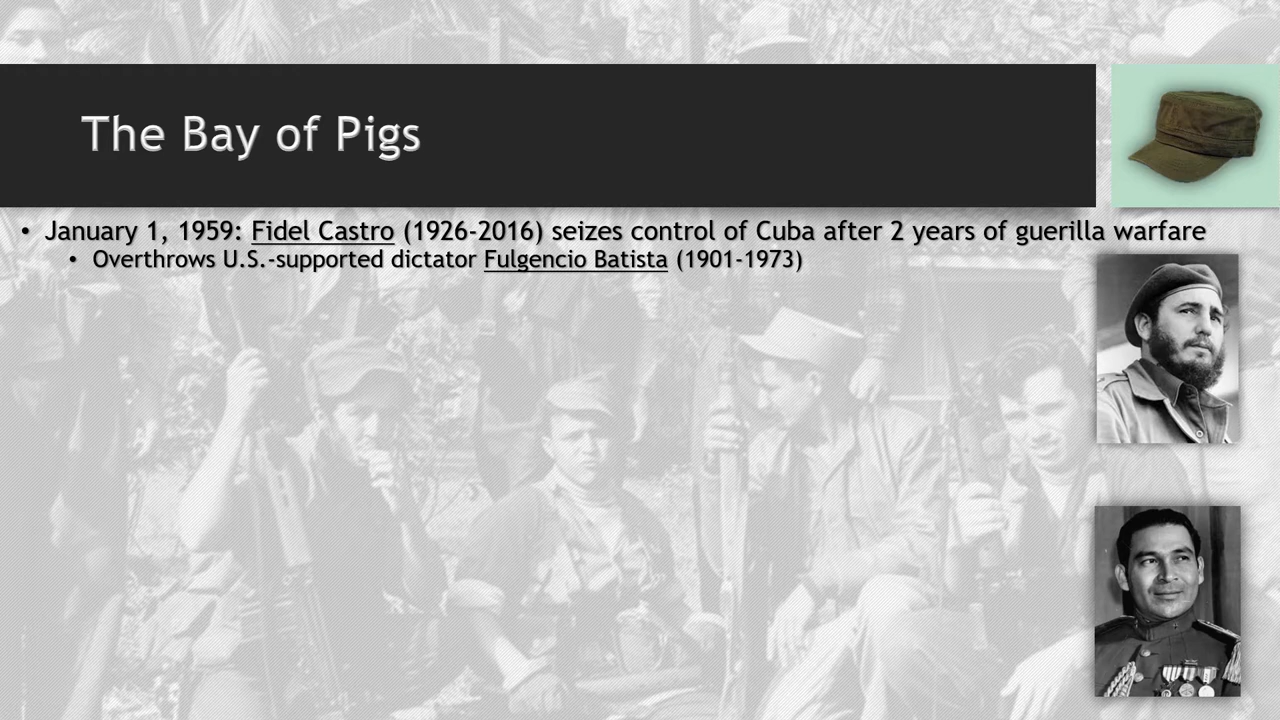 The Bay of Pigs
• January 1, 1959: Fidel Castro (1926-2016) seizes control of Cuba after 2 years of guerilla warfare
• Overthrows U.S.-supported dictator Fulgencio Batista (1901-1973)